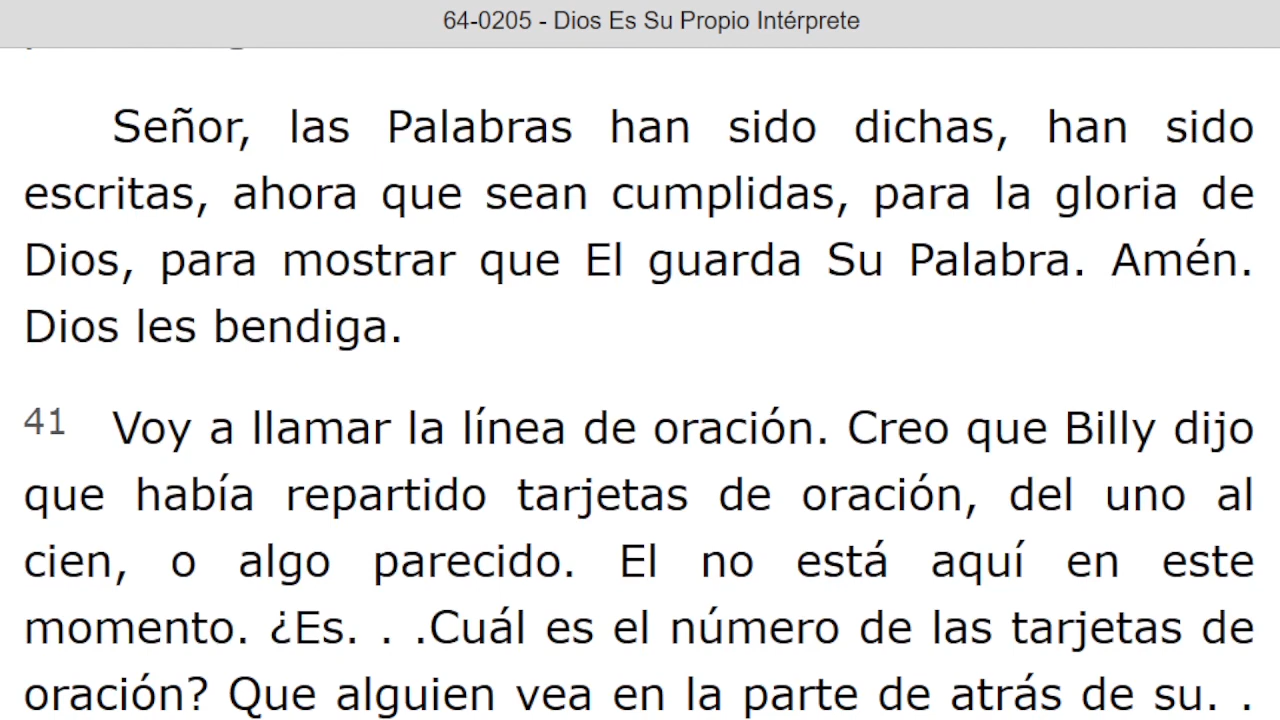 64-0205 - Dios Es Su Propio Intérprete
Señor, las Palabras han sido dichas, han sido
escritas, ahora que sean cumplidas, para la gloria de
Dios, para mostrar que El guarda Su Palabra. Amén.
Dios les bendiga.
41 Voy a llamar la línea de oración. Creo que Billy dijo
que había repartido tarjetas de oración, del uno al
cien, o algo parecido. El no está aquí en este
momento. ¿Es. . .Cuál es el número de las tarjetas de
oración? Que alguien vea en la parte de atrás de su. .